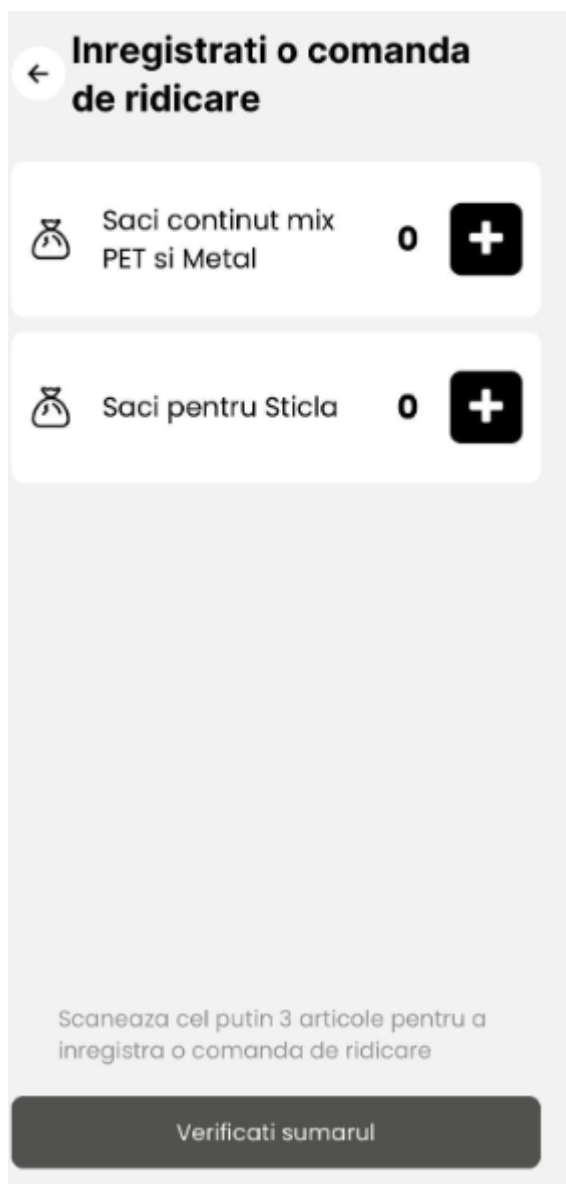 Inregistrati o comanda
de ridicare
Saci continut mix
PET si Metal
0
Saci pentru Sticla
0
Scaneaza cel putin 3 articole pentru a
inregistra o comanda de ridicare
Verificati sumarul